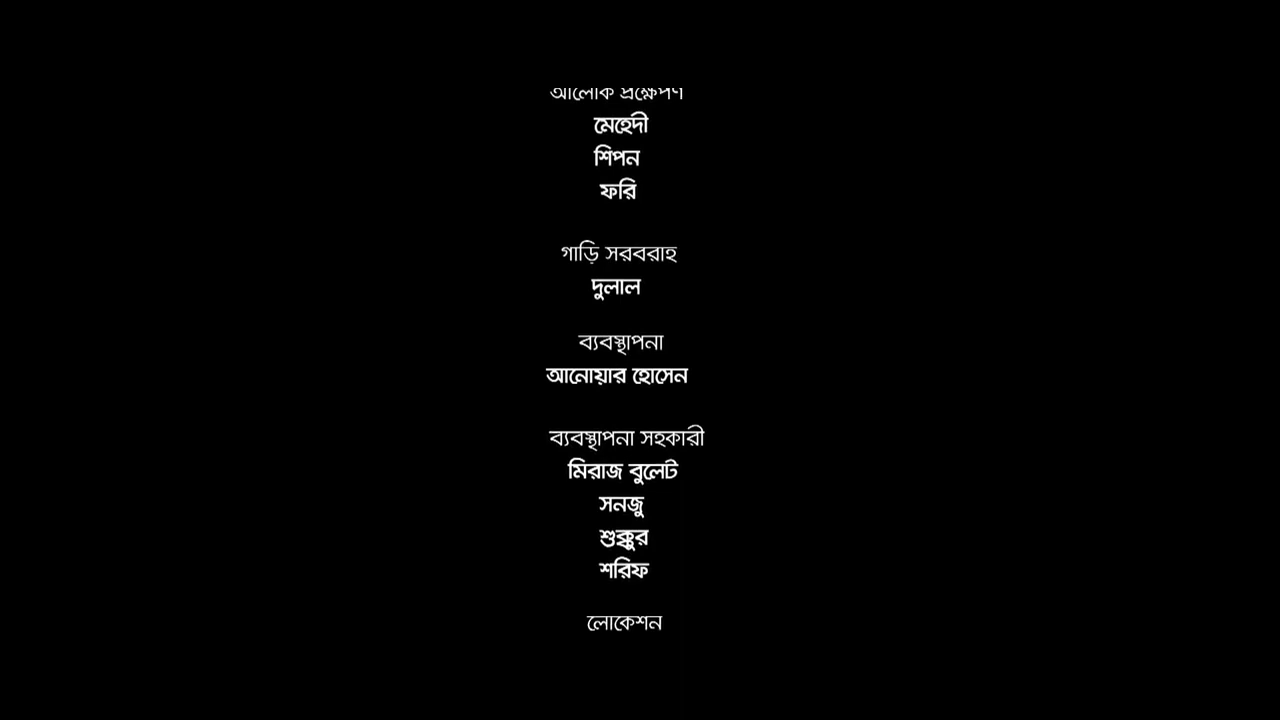 আলোক প্রক্ষেপণ
মেহেদী
শিপন
ফরি
গাড়ি সরবরাহ
দুলাল
ব্যবস্থাপনা
আনোয়ার হোসেন
ব্যবস্থাপনা সহকারী
মিরাজ বুলেট
সনজু
শুক্কুর
শরিফ
লোকেশন